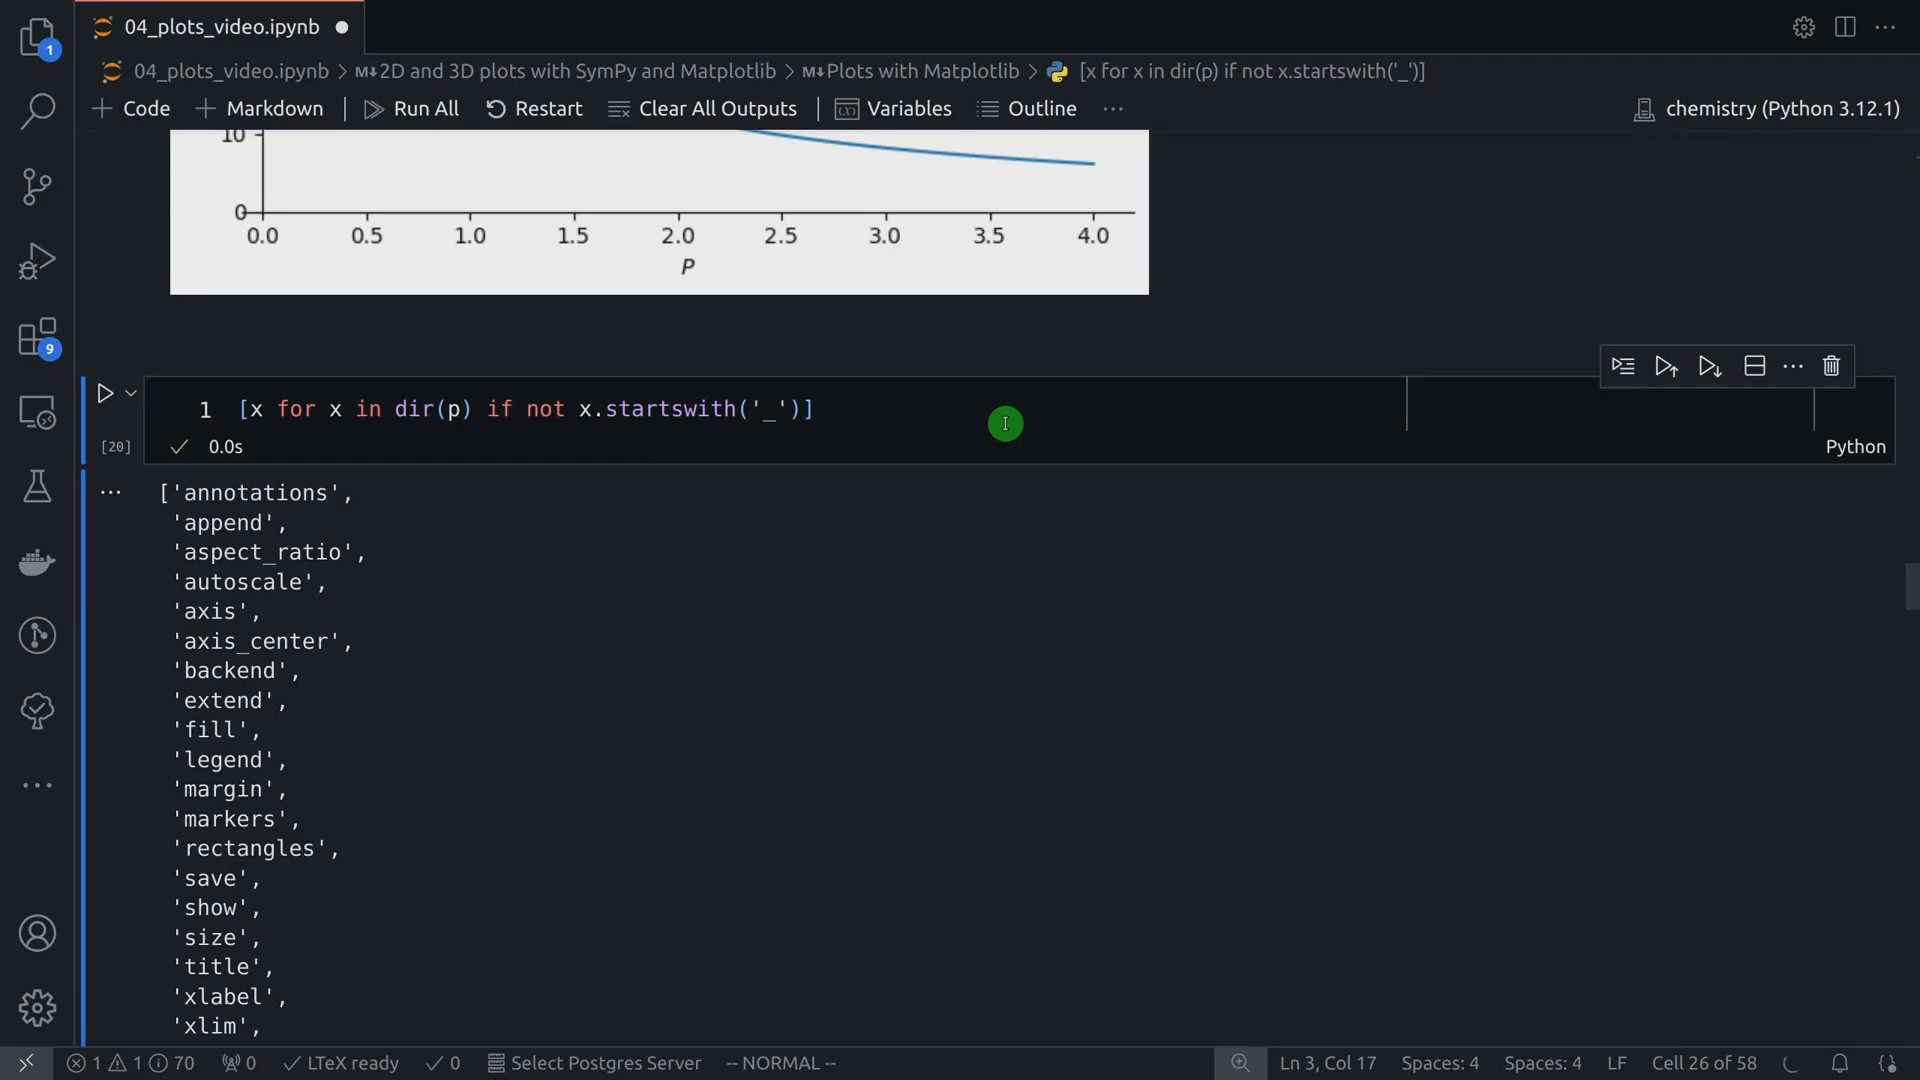 04_plots_video.ipynb
04_plots_video.ipynb > M↓2D and 3D plots with SymPy and Matplotlib > M↓Plots with Matplotlib > [x for x in dir(p) if not x.startswith('_')]
+ Code + Markdown | Run All Restart Clear All Outputs | Variables Outline ··· chemistry (Python 3.12.1)
1
10
0
0.0 0.5 1.0 1.5 2.0 2.5 3.0 3.5 4.0
P
9
1 [x for x in dir(p) if not x.startswith('_')]
[20] 0.0s Python
['annotations',
'append',
'aspect_ratio',
'autoscale',
'axis',
'axis_center',
'backend',
'extend',
'fill',
'legend',
'margin',
'markers',
'rectangles',
'save',
'show',
'size',
'title',
'xlabel',
'xlim',
1 1 70 0 LTeX ready 0 Select Postgres Server -- NORMAL -- Ln 3, Col 17 Spaces: 4 Spaces: 4 LF Cell 26 of 58